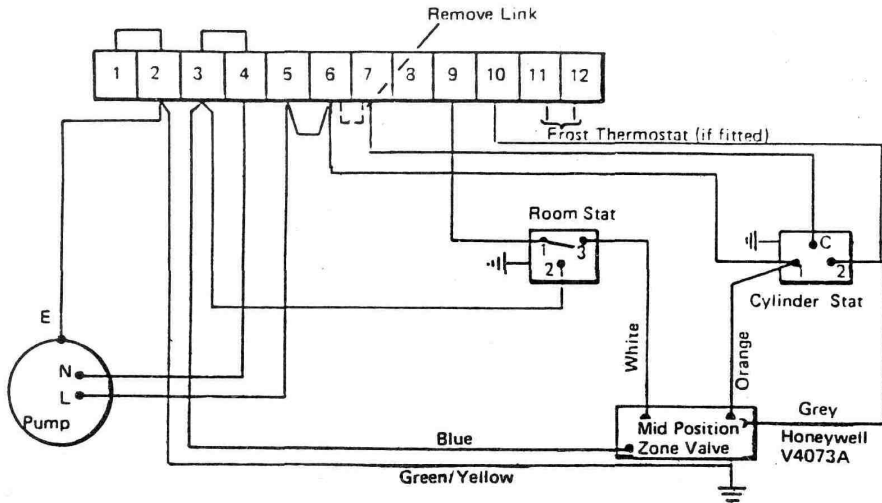 Remove Link
1 2 3 4 5 6 7 8 9 10 11 12
Frost Thermostat (if fitted)
Room Stat
1 3
2
C
1 2
Cylinder Stat
E
N
L
Pump
White
Orange
Mid Position
Zone Valve
Grey
Honeywell
V4073A
Blue
Green/Yellow